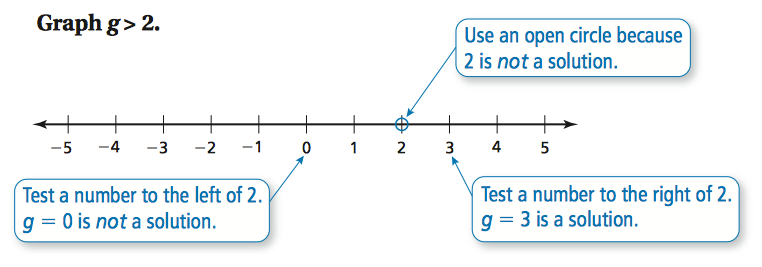 Graph g > 2.
Use an open circle because
2 is not a solution.
-5 -4 -3 -2 -1 0 1 2 3 4 5
Test a number to the left of 2.
g = 0 is not a solution.
Test a number to the right of 2.
g = 3 is a solution.